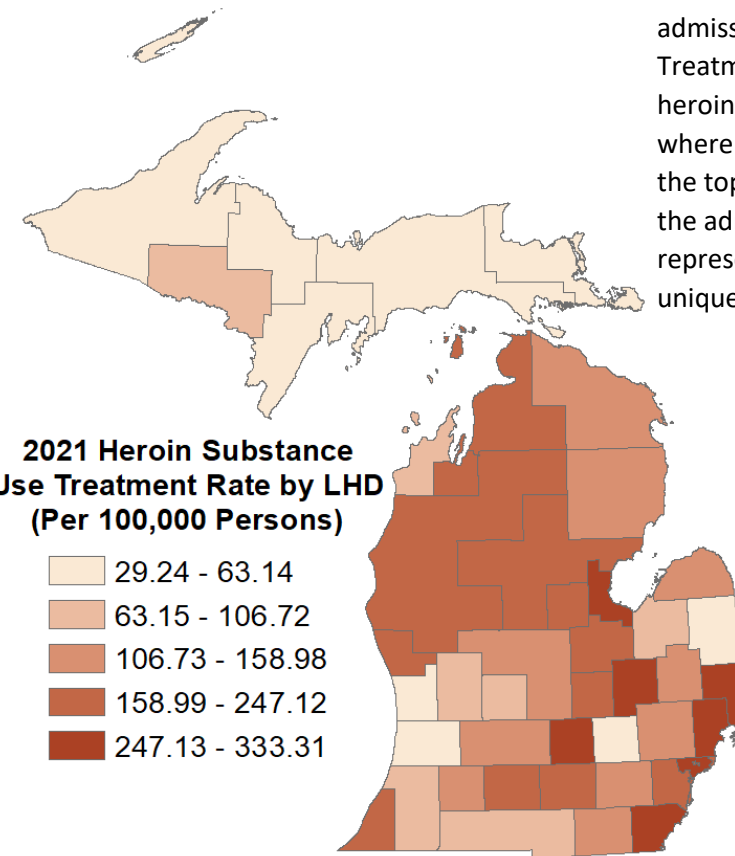 admiss
Treatm
heroin
where
the top
the ad
repres
unique
2021 Heroin Substance
Use Treatment Rate by LHD
(Per 100,000 Persons)
29.24 - 63.14
63.15 - 106.72
106.73 - 158.98
158.99 - 247.12
247.13 - 333.31